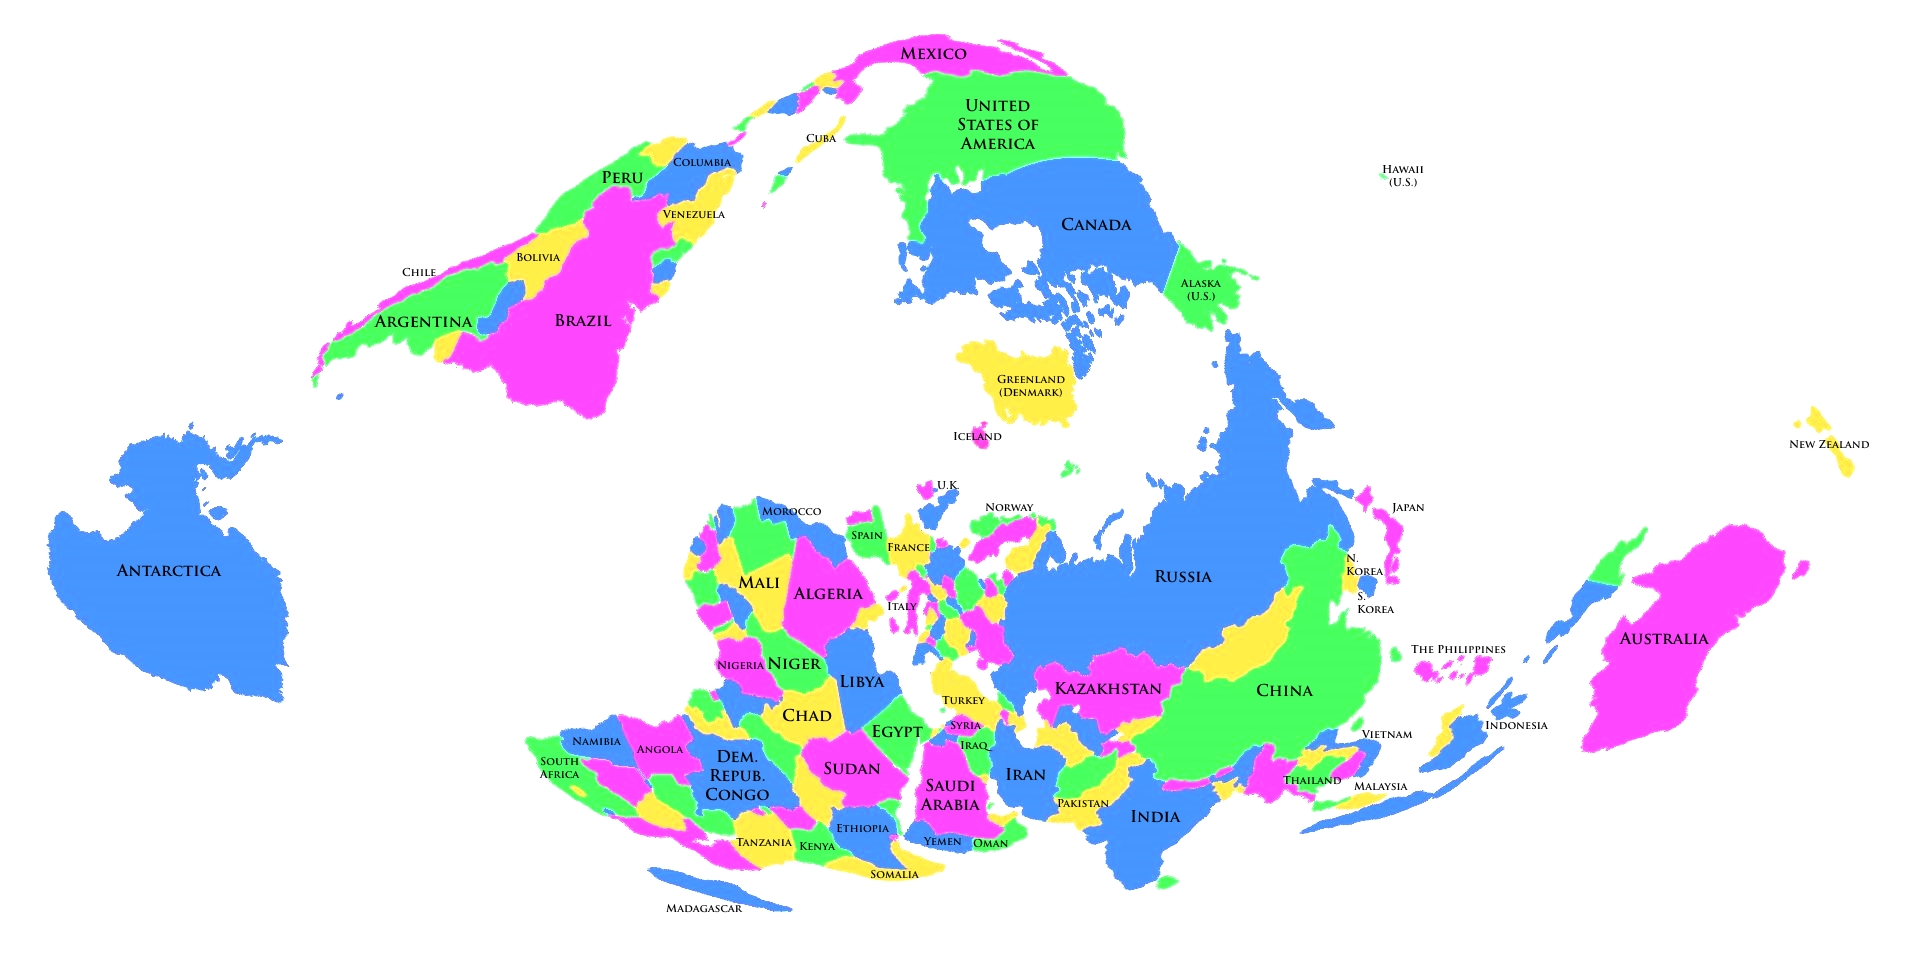 Mexico
United
States of
America
Cuba
Columbia
Peru
Venezuela
Hawaii
(U.S.)
Canada
Bolivia
Chile
Alaska
(U.S.)
Argentina
Brazil
Greenland
(Denmark)
Iceland
New Zealand
U.K.
Norway
Japan
Morocco
Spain
France
Antarctica
Mali
Algeria
Italy
Russia
N.
Korea
S.
Korea
Australia
The Philippines
Nigeria
Niger
Libya
Kazakhstan
China
Turkey
Chad
Egypt
Syria
Iraq
Indonesia
Vietnam
Namibia
Angola
South
Africa
Dem.
Repub.
Congo
Sudan
Saudi
Arabia
Iran
Thailand
Malaysia
Pakistan
India
Ethiopia
Tanzania
Kenya
Yemen
Oman
Somalia
Madagascar